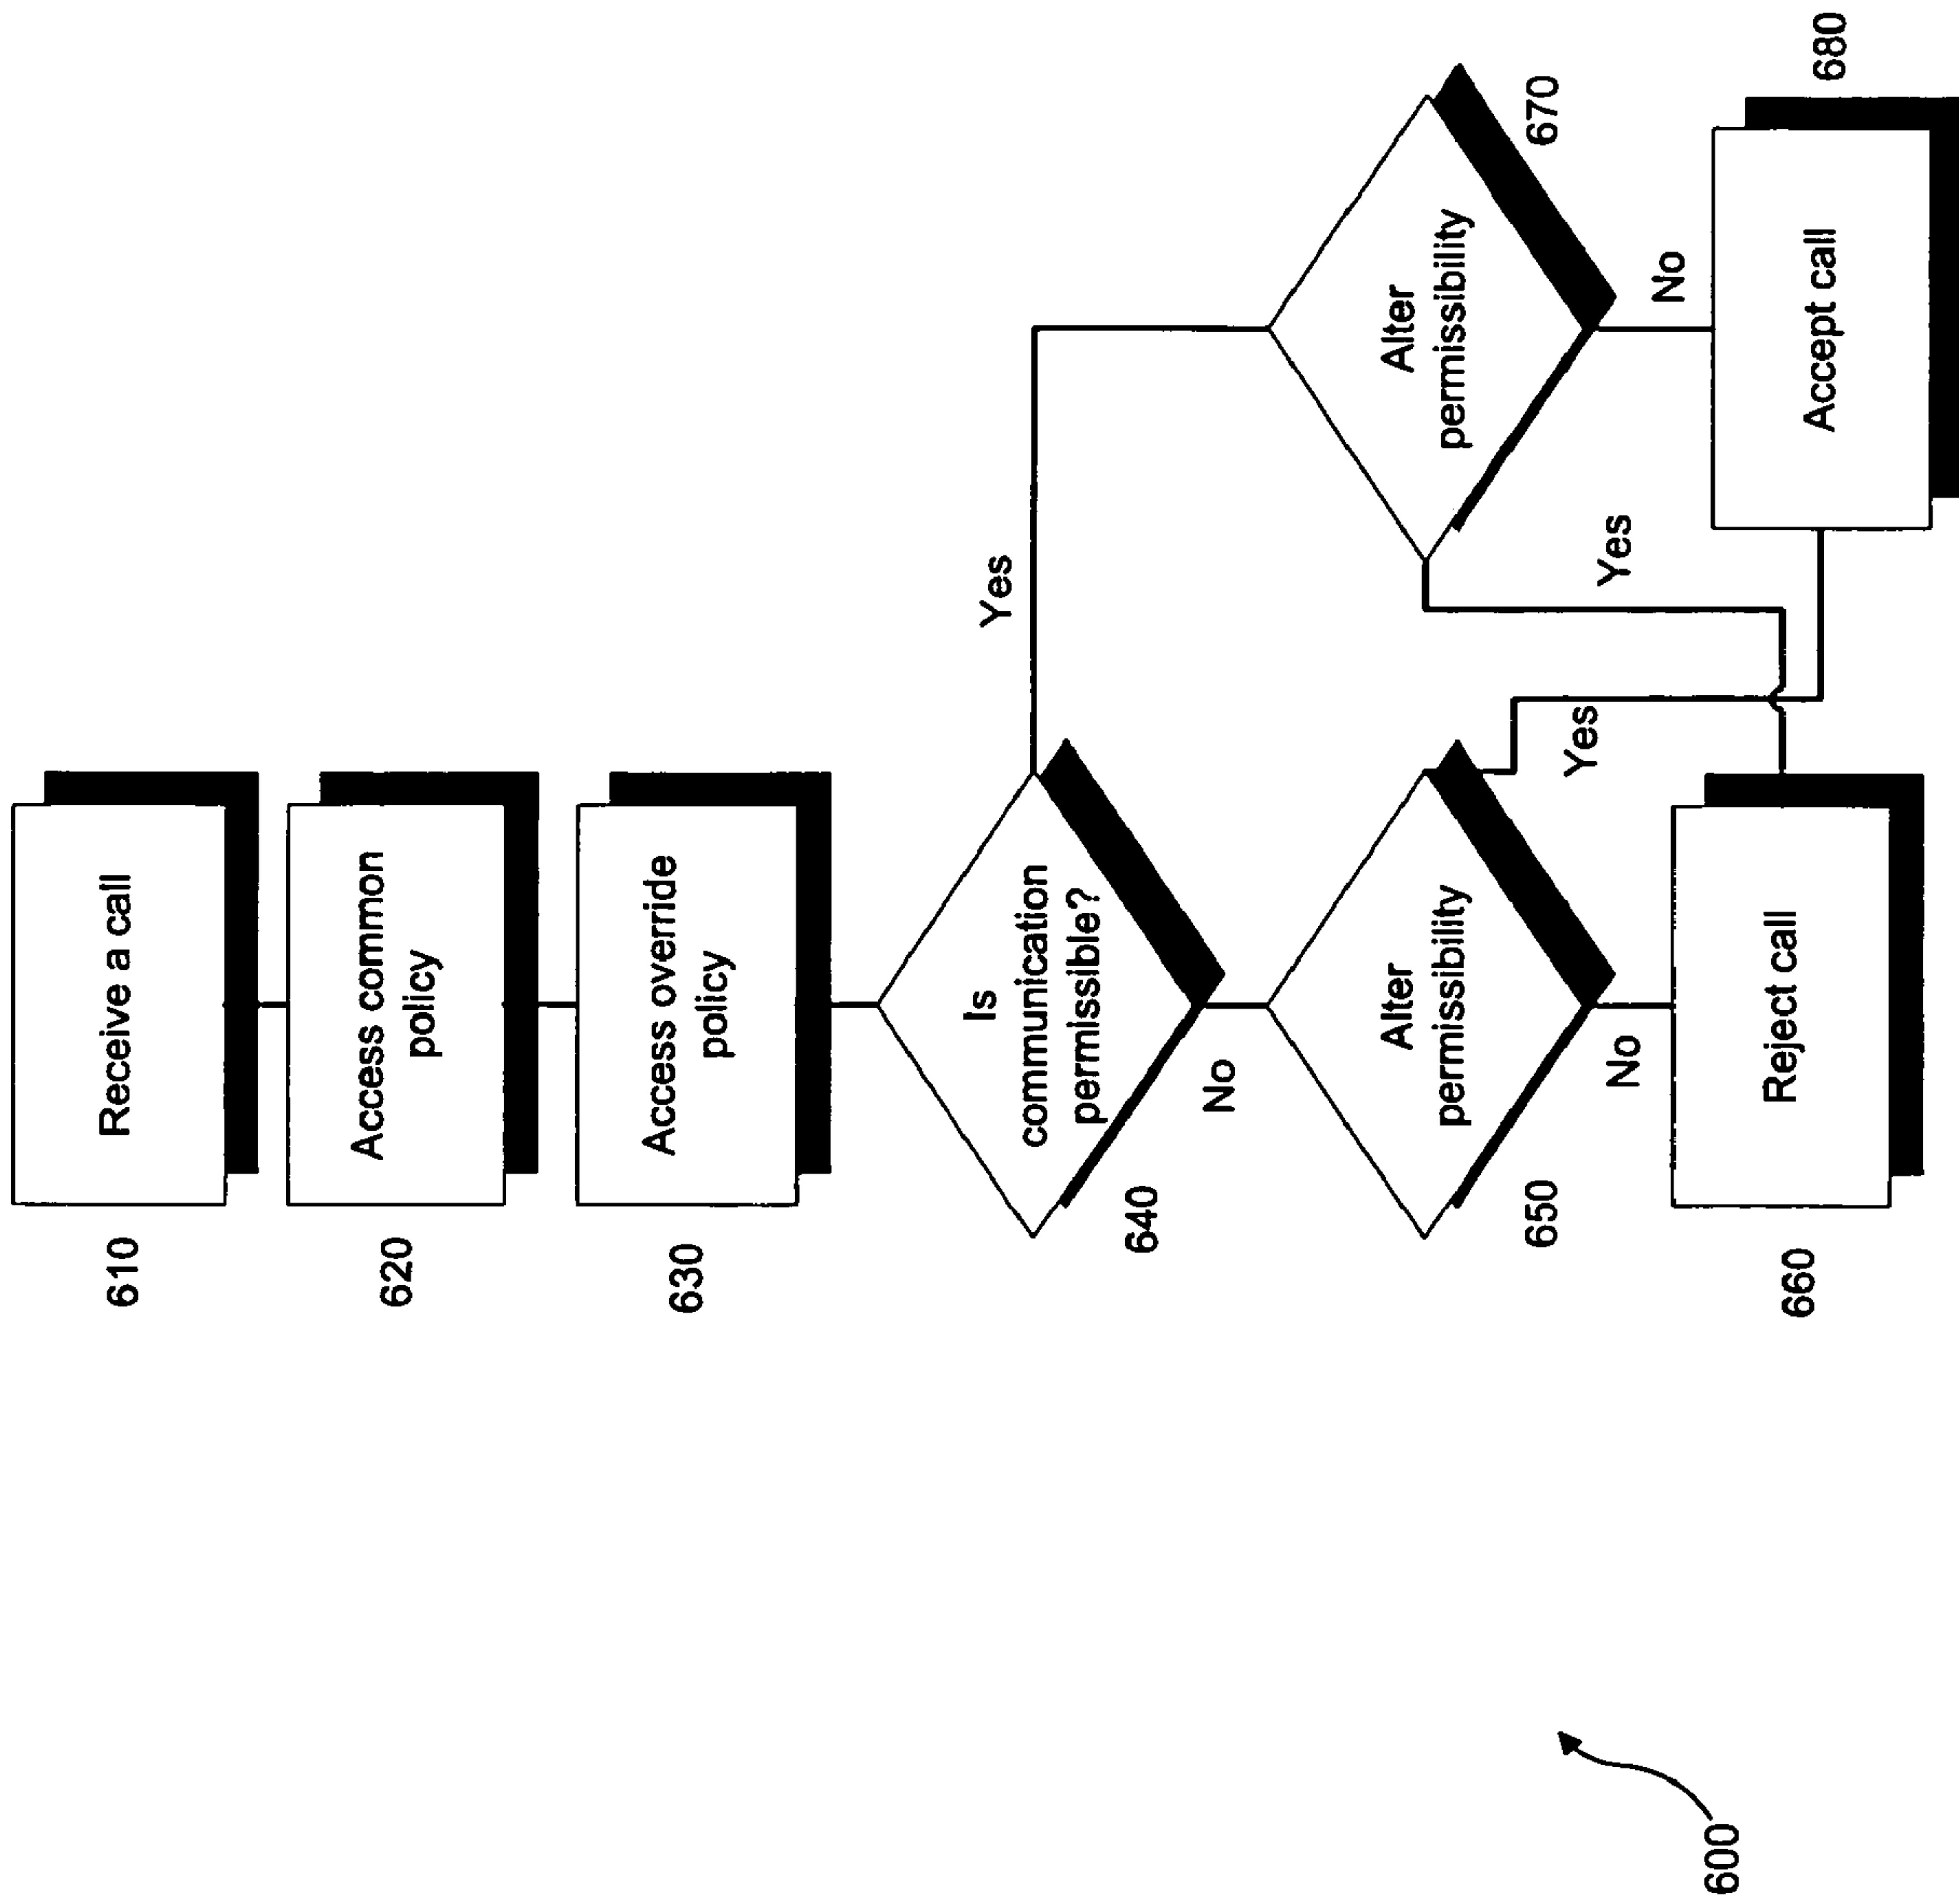 610
Receive a call
620
Access common
policy
630
Access override
policy
Is
communication
permissible?
640
Yes
No
Alter
permissibility
650
Yes
No
Reject call
660
Alter
permissibility
670
Yes
No
Accept call
680
600